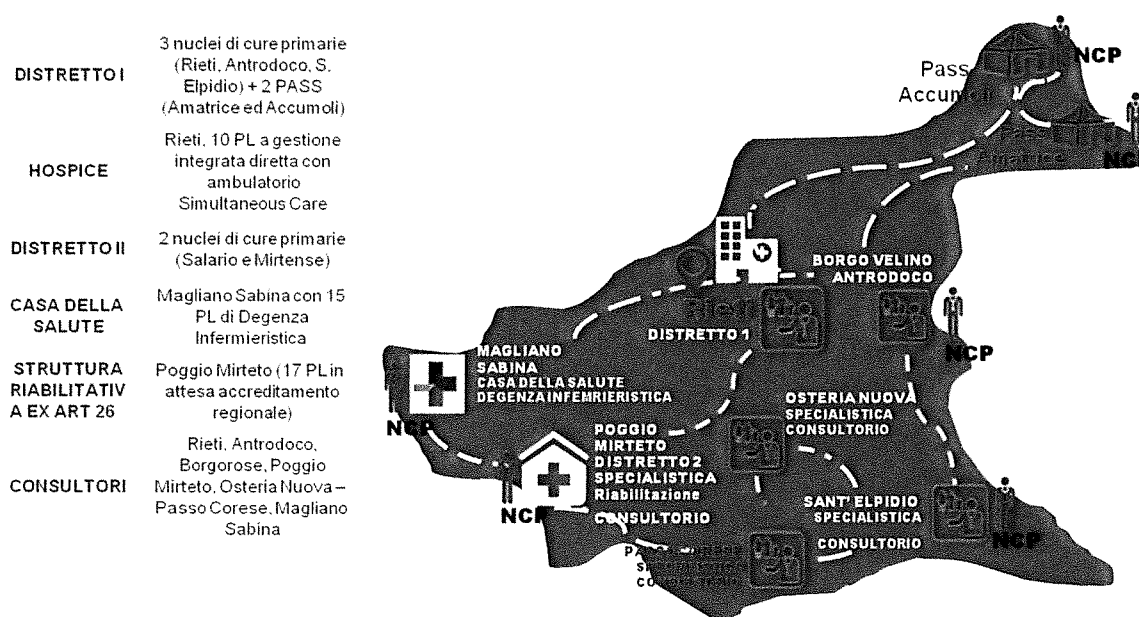 DISTRETTO I
3 nuclei di cure primarie
(Rieti, Antrodoco, S.
Elpidio) + 2 PASS
(Amatrice ed Accumoli)
HOSPICE
Rieti, 10 PL a gestione
integrata diretta con
ambulatorio
Simultaneous Care
DISTRETTO II
2 nuclei di cure primarie
(Salario e Mirtense)
CASA DELLA
SALUTE
Magliano Sabina con 15
PL di Degenza
Infermieristica
STRUTTURA
RIABILITATIV
A EX ART 26
Poggio Mirteto (17 PL in
attesa accreditamento
regionale)
CONSULTORI
Rieti, Antrodoco,
Borgorose, Poggio
Mirteto, Osteria Nuova –
Passo Corese, Magliano
Sabina
NCP
Pass
Accumoli
BORGO VELINO
ANTRODOCO
NCP
Rieti
DISTRETTO 1
MAGLIANO
SABINA
CASA DELLA SALUTE
DEGENZA INFEMRIERISTICA
NCP
OSTERIA NUOVA
SPECIALISTICA
CONSULTORIO
POGGIO
MIRTETO
DISTRETTO 2
SPECIALISTICA
Riabilitazione
CONSULTORIO
NCP
SANT' ELPIDIO
SPECIALISTICA
CONSULTORIO
NCP